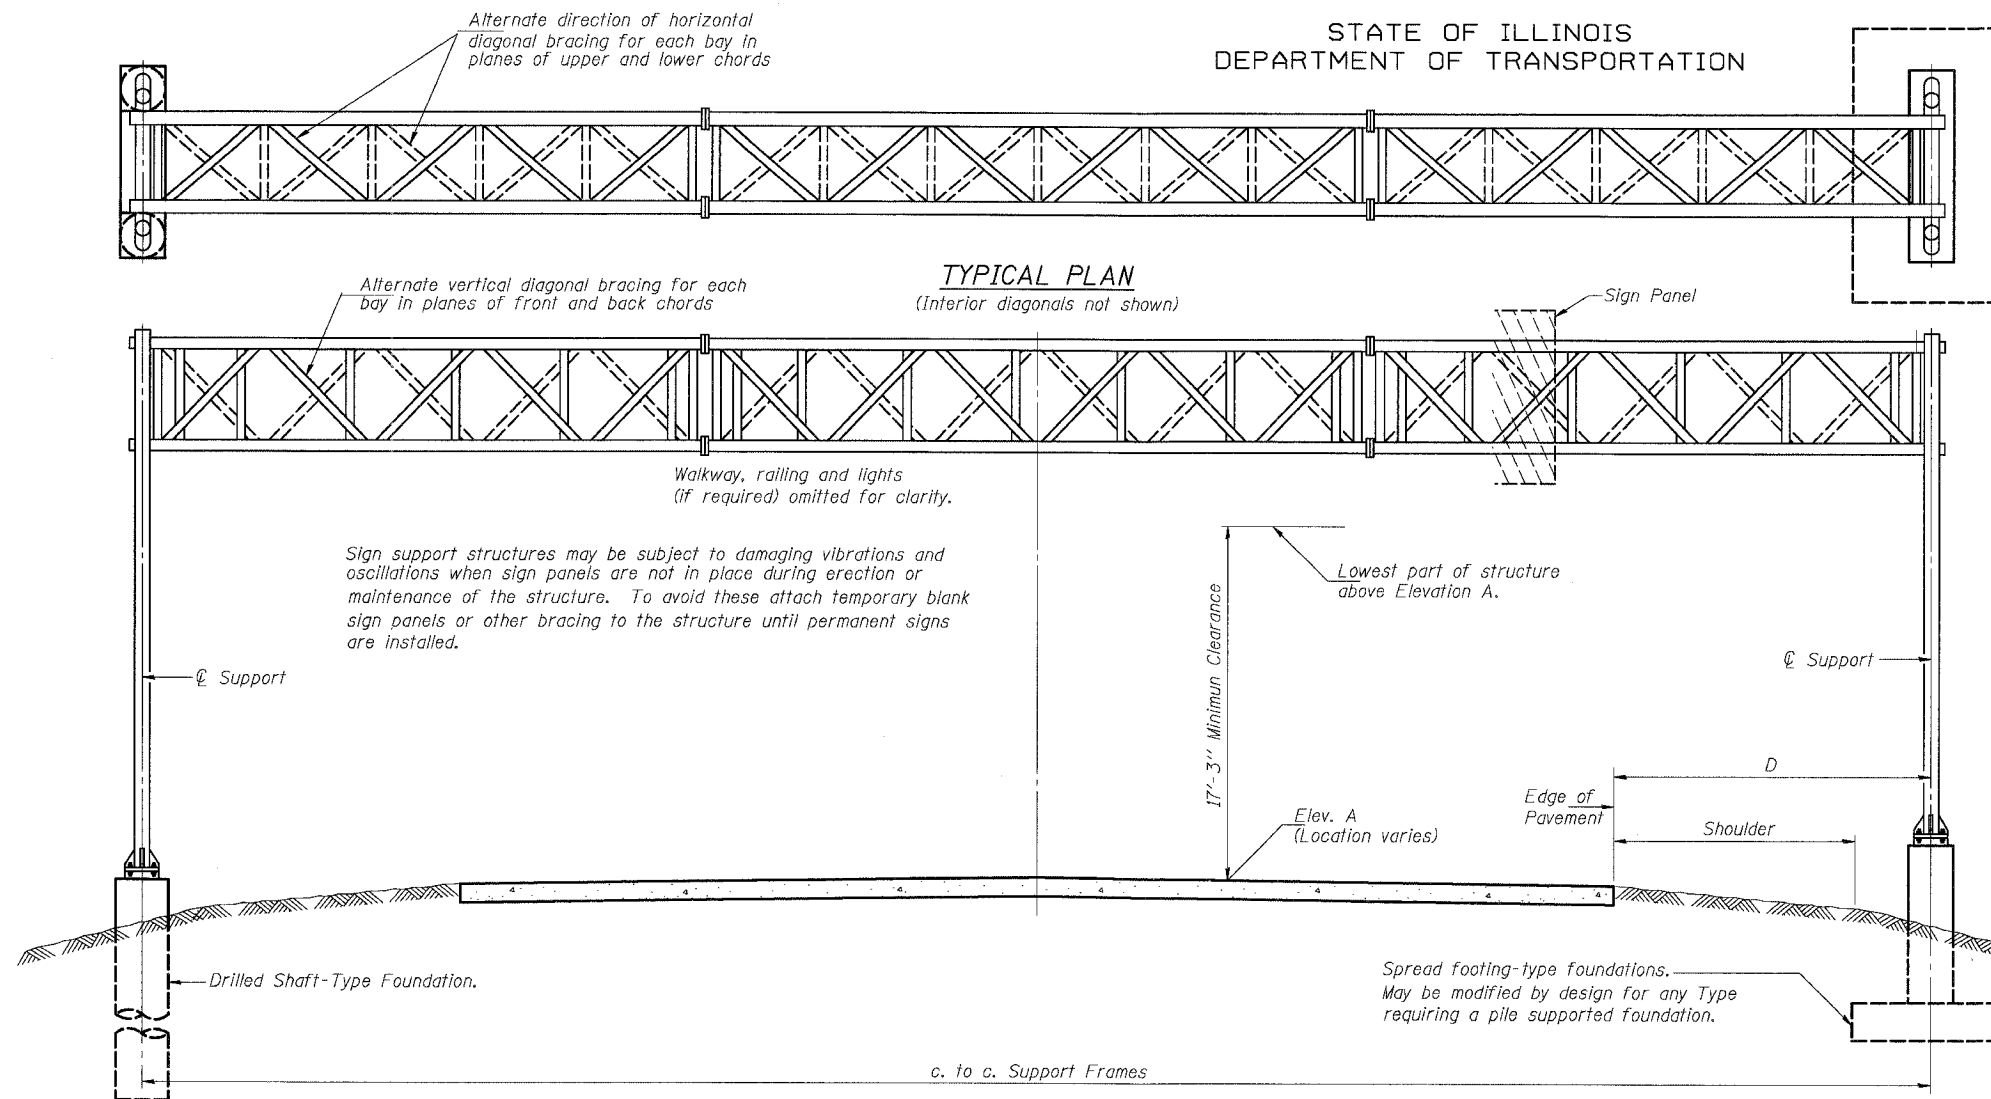 Alternate direction of horizontal
diagonal bracing for each bay in
planes of upper and lower chords
STATE OF ILLINOIS
DEPARTMENT OF TRANSPORTATION
TYPICAL PLAN
(Interior diagonals not shown)
Alternate vertical diagonal bracing for each
bay in planes of front and back chords
Sign Panel
Walkway, railing and lights
(if required) omitted for clarity.
Sign support structures may be subject to damaging vibrations and
oscillations when sign panels are not in place during erection or
maintenance of the structure. To avoid these attach temporary blank
sign panels or other bracing to the structure until permanent signs
are installed.
Lowest part of structure
above Elevation A.
17'-3" Minimun Clearance
℄ Support
℄ Support
D
Edge of
Pavement
Shoulder
Elev. A
(Location varies)
Drilled Shaft-Type Foundation.
Spread footing-type foundations.
May be modified by design for any Type
requiring a pile supported foundation.
c. to c. Support Frames